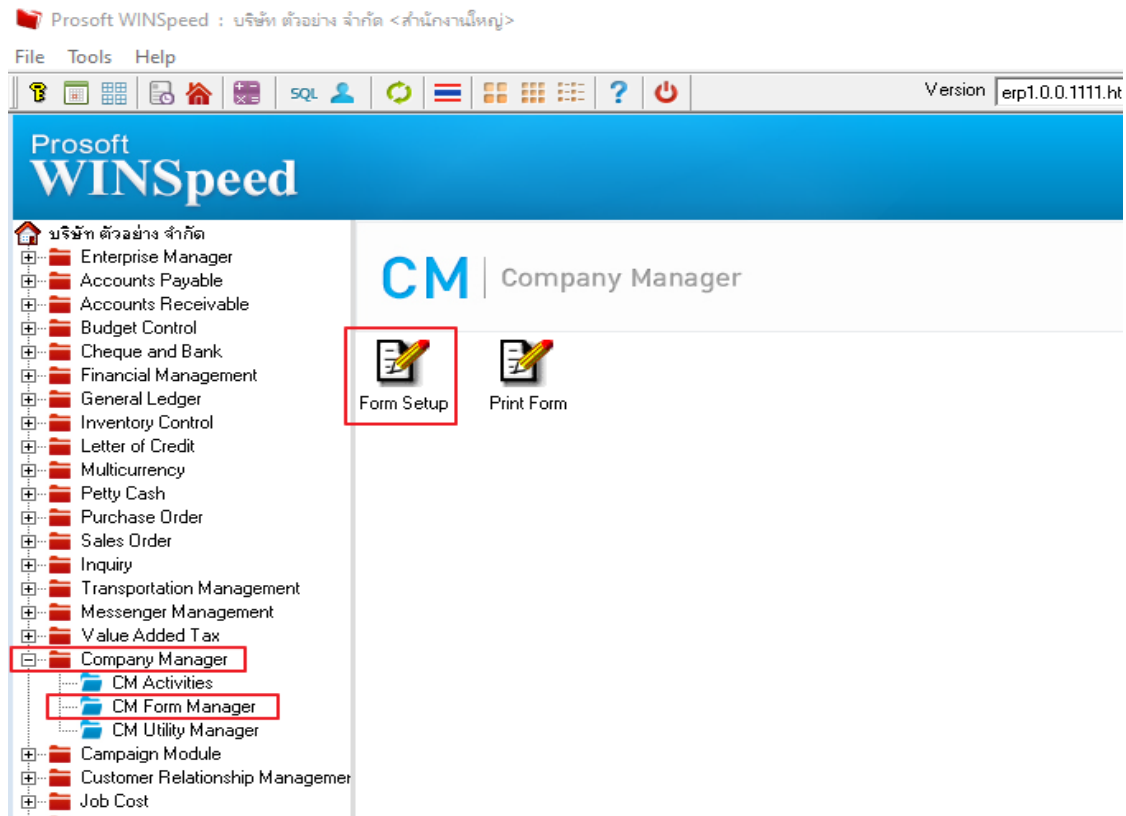 Prosoft WINSpeed : บริษัท ตัวอย่าง จำกัด <สำนักงานใหญ่>
File Tools Help
SQL ? Version erp1.0.0.1111.ht
Prosoft
WINSpeed
บริษัท ตัวอย่าง จำกัด
Enterprise Manager
Accounts Payable
Accounts Receivable
Budget Control
Cheque and Bank
Financial Management
General Ledger
Inventory Control
Letter of Credit
Multicurrency
Petty Cash
Purchase Order
Sales Order
Inquiry
Transportation Management
Messenger Management
Value Added Tax
Company Manager
CM Activities
CM Form Manager
CM Utility Manager
Campaign Module
Customer Relationship Managemer
Job Cost
CM Company Manager
Form Setup Print Form